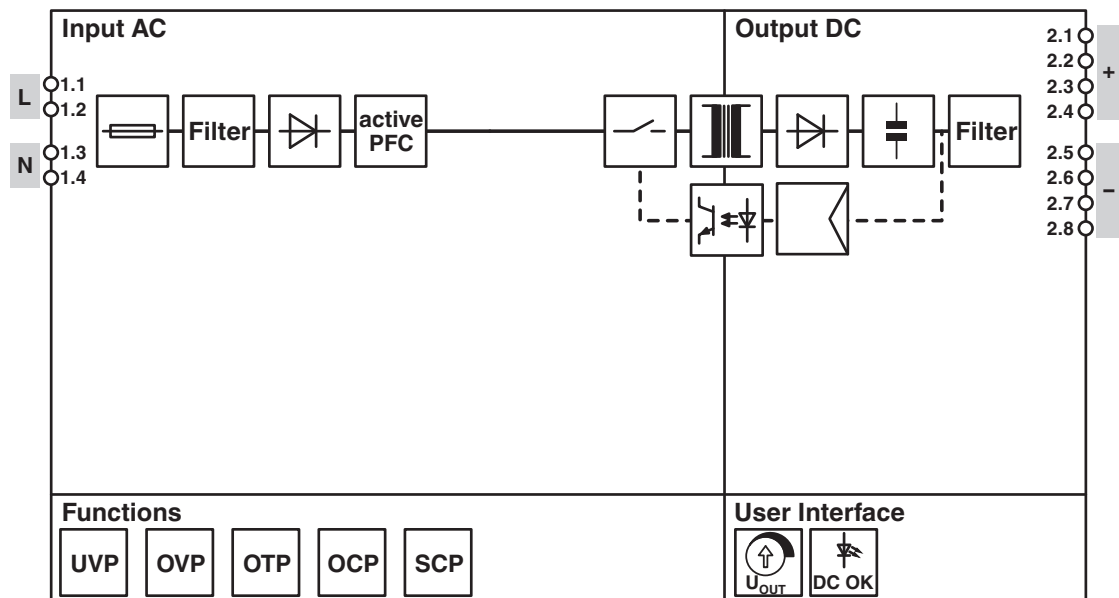 Input AC
Output DC
L
1.1
1.2
N
1.3
1.4
Filter
active
PFC
Filter
2.1
2.2
2.3
2.4
+
2.5
2.6
2.7
2.8
–
Functions
UVP
OVP
OTP
OCP
SCP
User Interface
UOUT
DC OK